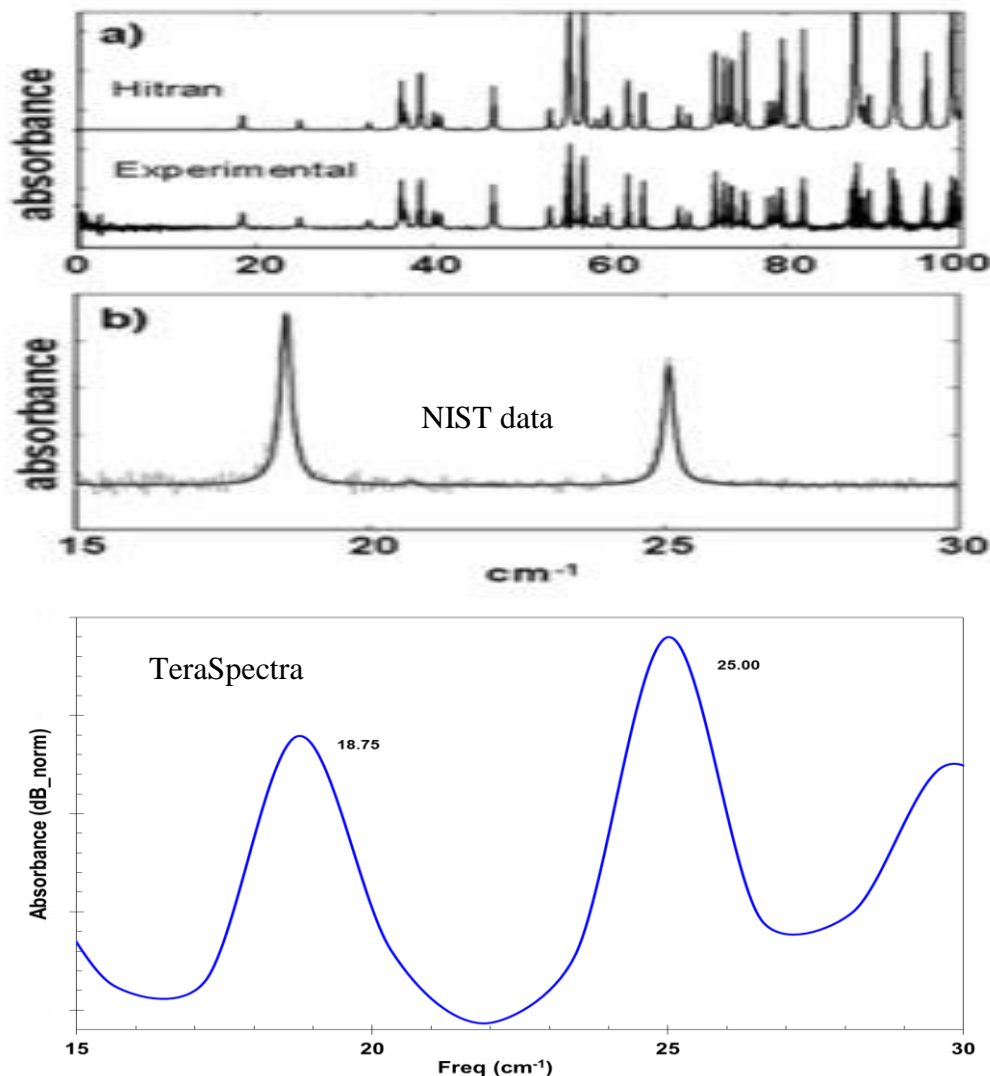 a)
Hitran
Experimental
absorbance
0 20 40 60 80 100
b)
NIST data
absorbance
15 20 25 30
cm-1
TeraSpectra
25.00
18.75
Absorbance (dB_norm)
15 20 25 30
Freq (cm-1)